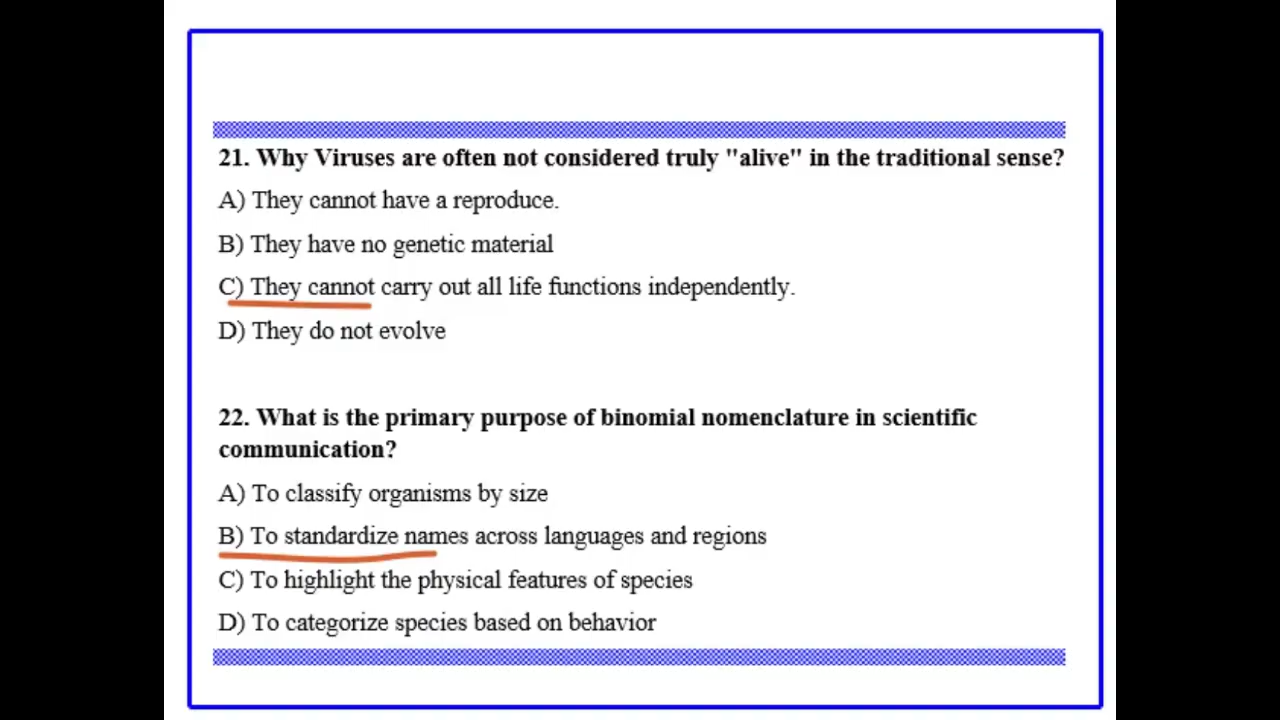 21. Why Viruses are often not considered truly "alive" in the traditional sense?
A) They cannot have a reproduce.
B) They have no genetic material
C) They cannot carry out all life functions independently.
D) They do not evolve
22. What is the primary purpose of binomial nomenclature in scientific
communication?
A) To classify organisms by size
B) To standardize names across languages and regions
C) To highlight the physical features of species
D) To categorize species based on behavior